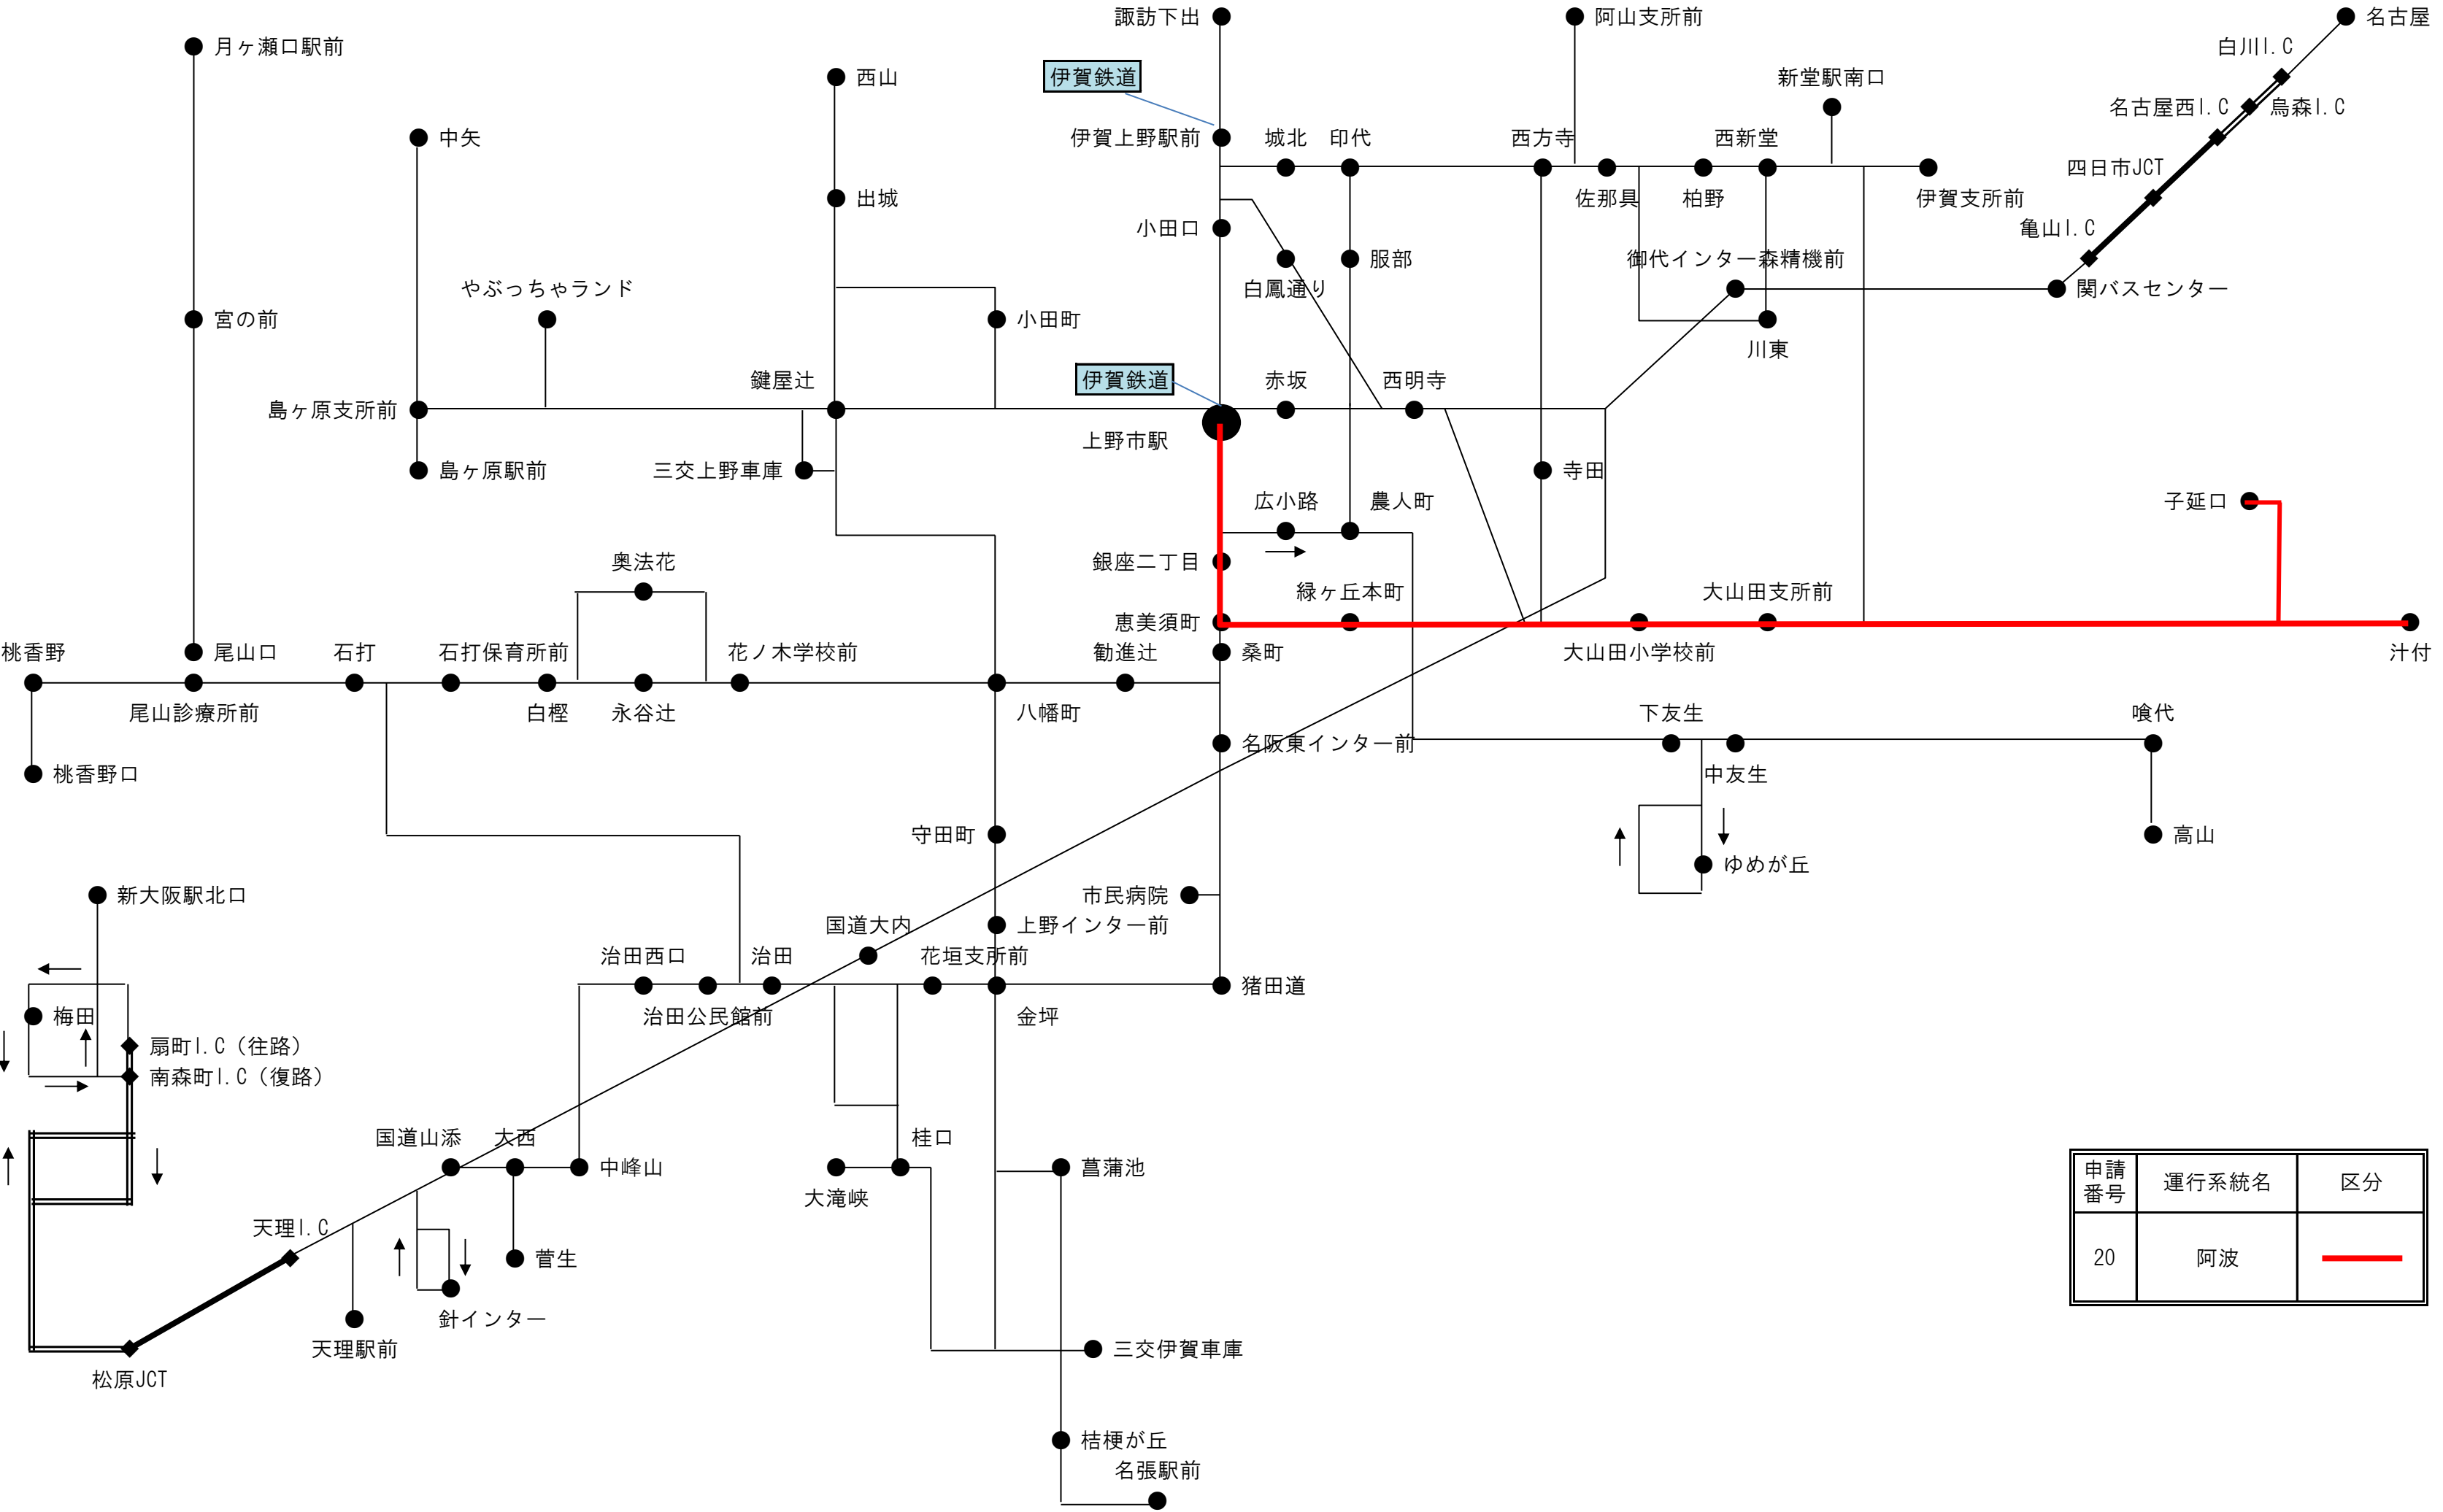 諏訪下出
阿山支所前
名古屋
月ヶ瀬口駅前
白川I.C
西山
伊賀鉄道
新堂駅南口
名古屋西I.C
烏森I.C
中矢
伊賀上野駅前
城北
印代
西方寺
西新堂
四日市JCT
出城
佐那具
柏野
伊賀支所前
小田口
亀山I.C
服部
御代インター森精機前
やぶっちゃランド
白鳳通り
関バスセンター
宮の前
小田町
川東
鍵屋辻
伊賀鉄道
赤坂
西明寺
島ヶ原支所前
上野市駅
島ヶ原駅前
三交上野車庫
寺田
広小路
農人町
子延口
奥法花
銀座二丁目
緑ヶ丘本町
大山田支所前
恵美須町
桃香野
尾山口
石打
石打保育所前
花ノ木学校前
勧進辻
桑町
大山田小学校前
汁付
尾山診療所前
白樫
永谷辻
八幡町
下友生
喰代
名阪東インター前
桃香野口
中友生
守田町
高山
ゆめが丘
新大阪駅北口
市民病院
国道大内
上野インター前
治田西口
治田
花垣支所前
猪田道
梅田
治田公民館前
金坪
扇町I.C（往路）
南森町I.C（復路）
国道山添
大西
桂口
中峰山
菖蒲池
申請
番号
運行系統名
区分
大滝峡
天理I.C
菅生
20
阿波
針インター
天理駅前
三交伊賀車庫
松原JCT
桔梗が丘
名張駅前